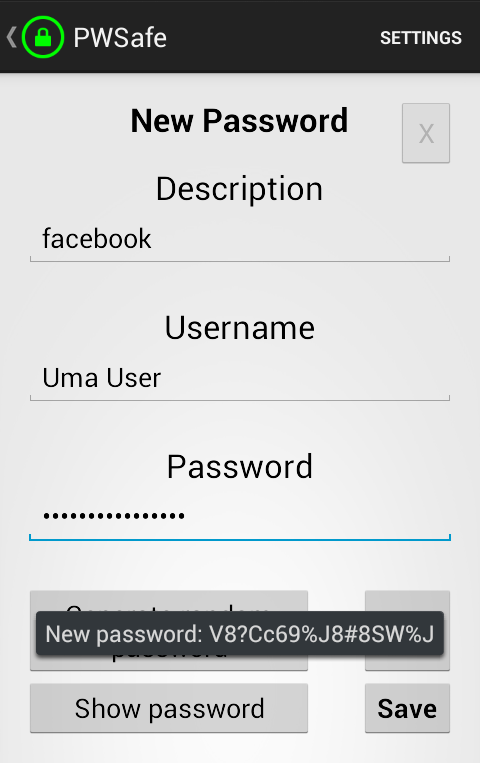 PWSafe
SETTINGS
New Password
X
Description
facebook
Username
Uma User
Password
••••••••••••••••
New password: V8?Cc69%J8#8SW%J
password
Show password
Save